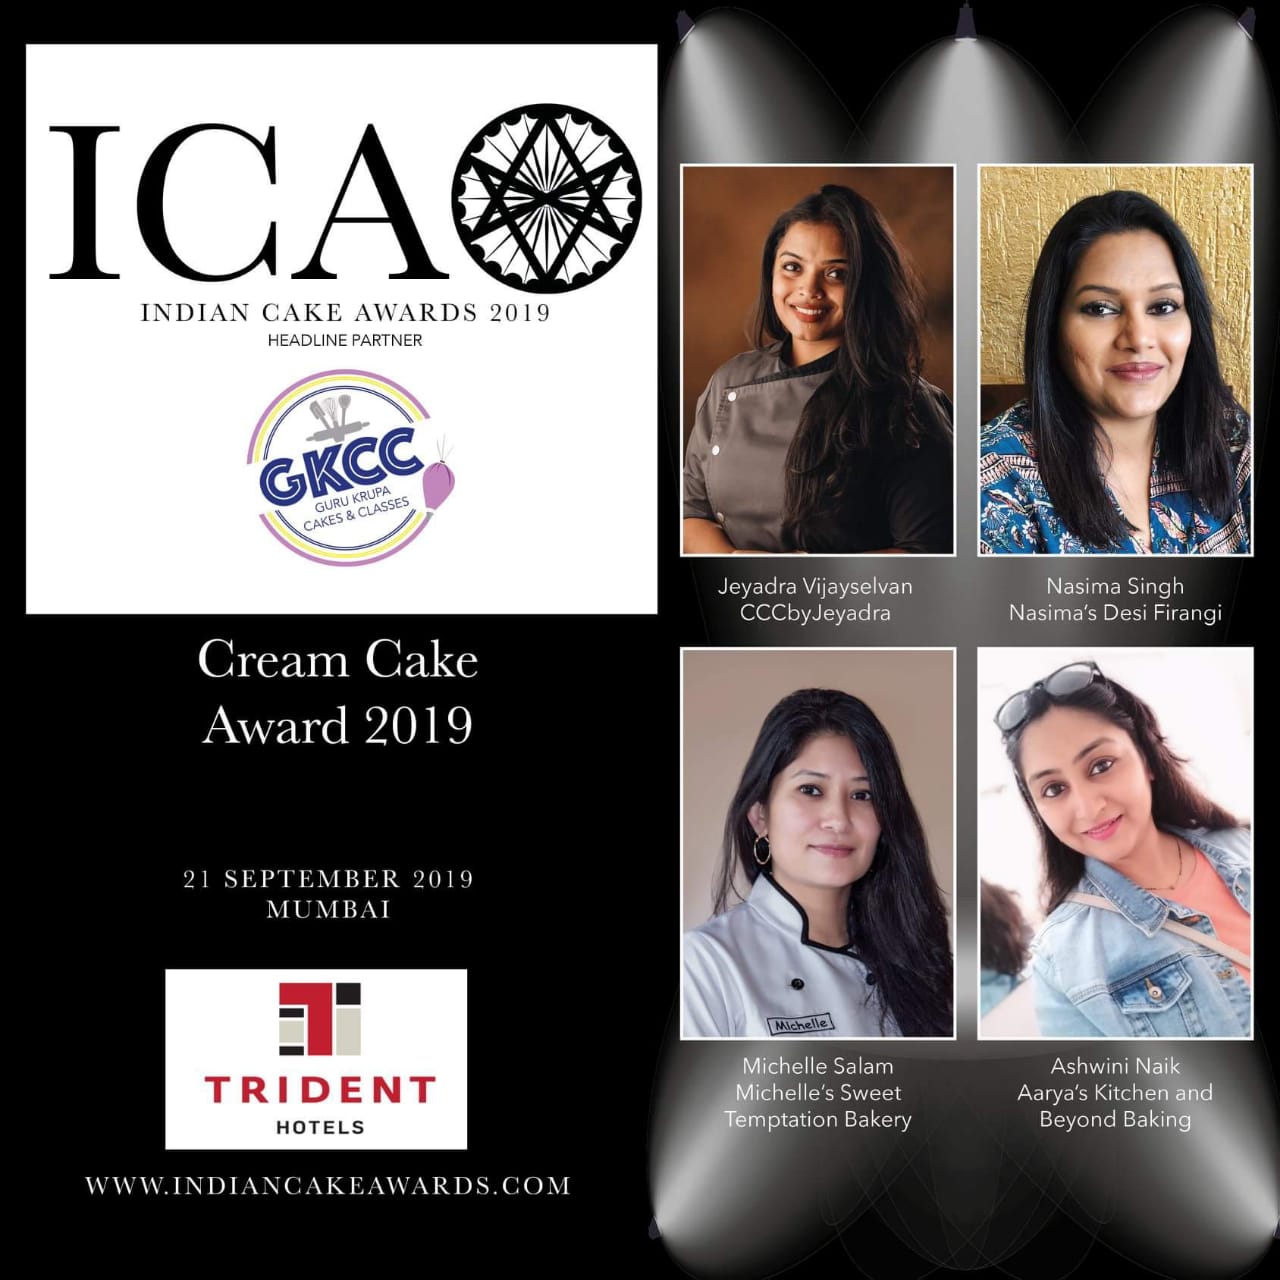 ICA
INDIAN CAKE AWARDS 2019
HEADLINE PARTNER
GKCC
GURU KRUPA
CAKES & CLASSES
Cream Cake
Award 2019
21 SEPTEMBER 2019
MUMBAI
TRIDENT
HOTELS
WWW.INDIANCAKEAWARDS.COM
Jeyadra Vijayselvan
CCCbyJeyadra
Nasima Singh
Nasima's Desi Firangi
Michelle
Michelle Salam
Michelle's Sweet
Temptation Bakery
Ashwini Naik
Aarya's Kitchen and
Beyond Baking